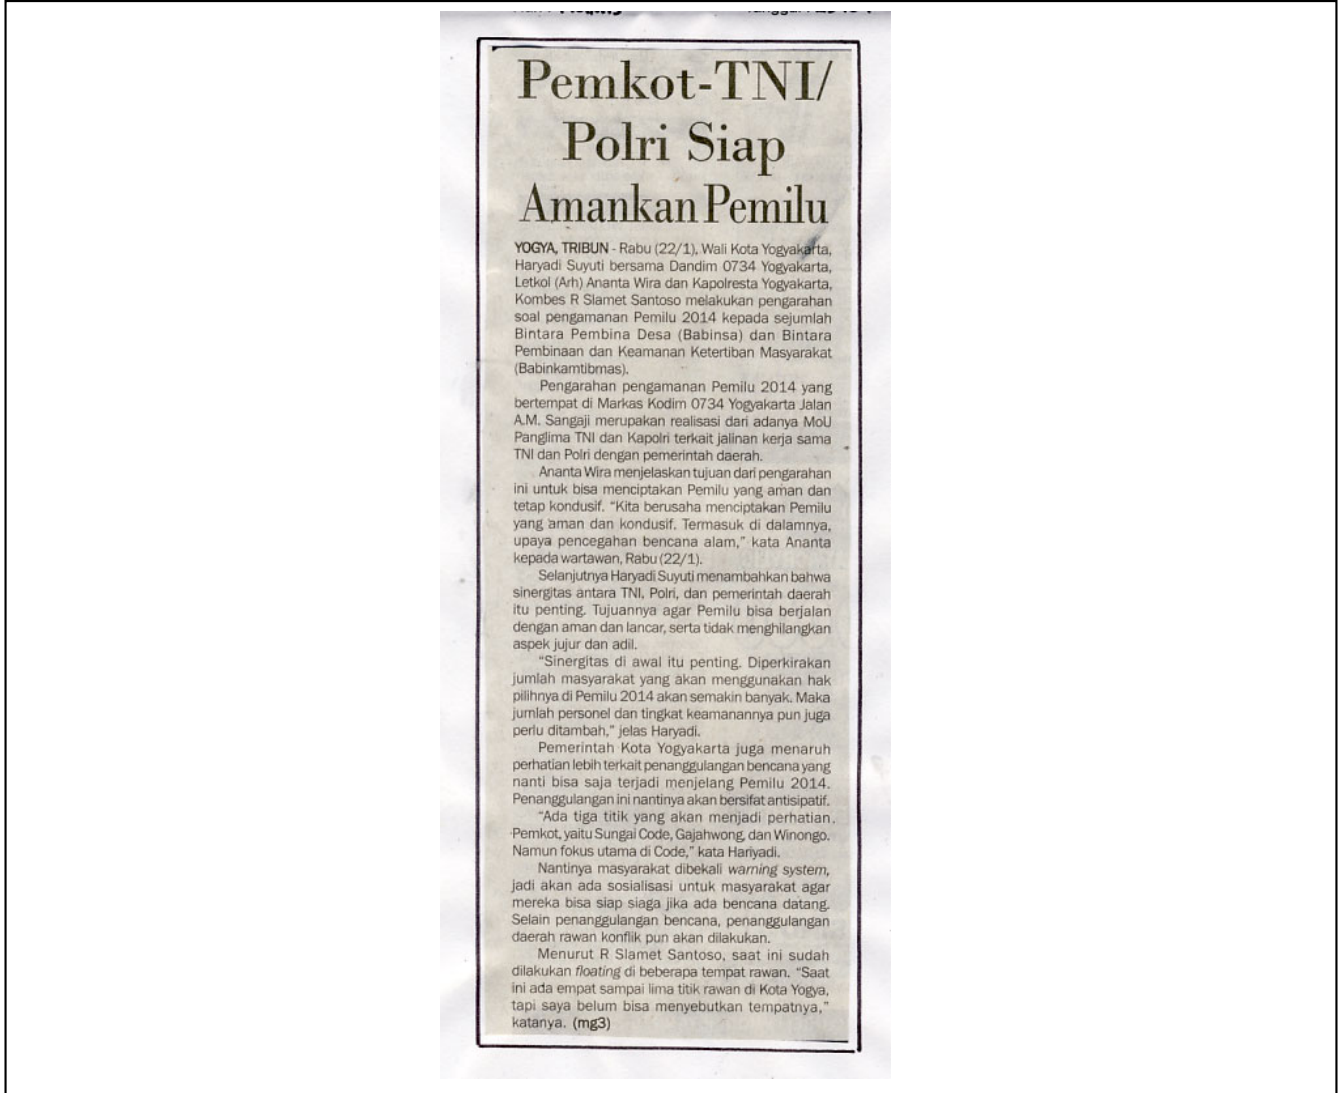 Pemkot-TNI/
Polri Siap
Amankan Pemilu
YOGYA, TRIBUN - Rabu (22/1), Wali Kota Yogyakarta,
Haryadi Suyuti bersama Dandim 0734 Yogyakarta,
Letkol (Arh) Ananta Wira dan Kapolresta Yogyakarta,
Kombes R Slamet Santoso melakukan pengarahan
soal pengamanan Pemilu 2014 kepada sejumlah
Bintara Pembina Desa (Babinsa) dan Bintara
Pembinaan dan Keamanan Ketertiban Masyarakat
(Babinkamtibmas).
Pengarahan pengamanan Pemilu 2014 yang
bertempat di Markas Kodim 0734 Yogyakarta Jalan
A.M. Sangaji merupakan realisasi dari adanya MoU
Panglima TNI dan Kapolri terkait jalinan kerja sama
TNI dan Polri dengan pemerintah daerah.
Ananta Wira menjelaskan tujuan dari pengarahan
ini untuk bisa menciptakan Pemilu yang aman dan
tetap kondusif. “Kita berusaha menciptakan Pemilu
yang aman dan kondusif. Termasuk di dalamnya,
upaya pencegahan bencana alam,” kata Ananta
kepada wartawan, Rabu (22/1).
Selanjutnya Haryadi Suyuti menambahkan bahwa
sinergitas antara TNI, Polri, dan pemerintah daerah
itu penting. Tujuannya agar Pemilu bisa berjalan
dengan aman dan lancar, serta tidak menghilangkan
aspek jujur dan adil.
“Sinergitas di awal itu penting. Diperkirakan
jumlah masyarakat yang akan menggunakan hak
pilihnya di Pemilu 2014 akan semakin banyak. Maka
jumlah personel dan tingkat keamanannya pun juga
perlu ditambah,” jelas Haryadi.
Pemerintah Kota Yogyakarta juga menaruh
perhatian lebih terkait penanggulangan bencana yang
nanti bisa saja terjadi menjelang Pemilu 2014.
Penanggulangan ini nantinya akan bersifat antisipatif.
“Ada tiga titik yang akan menjadi perhatian
Pemkot, yaitu Sungai Code, Gajahwong, dan Winongo.
Namun fokus utama di Code,” kata Hariyadi.
Nantinya masyarakat dibekali warning system,
jadi akan ada sosialisasi untuk masyarakat agar
mereka bisa siap siaga jika ada bencana datang.
Selain penanggulangan bencana, penanggulangan
daerah rawan konflik pun akan dilakukan.
Menurut R Slamet Santoso, saat ini sudah
dilakukan floating di beberapa tempat rawan. “Saat
ini ada empat sampai lima titik rawan di Kota Yogya,
tapi saya belum bisa menyebutkan tempatnya,”
katanya. (mg3)